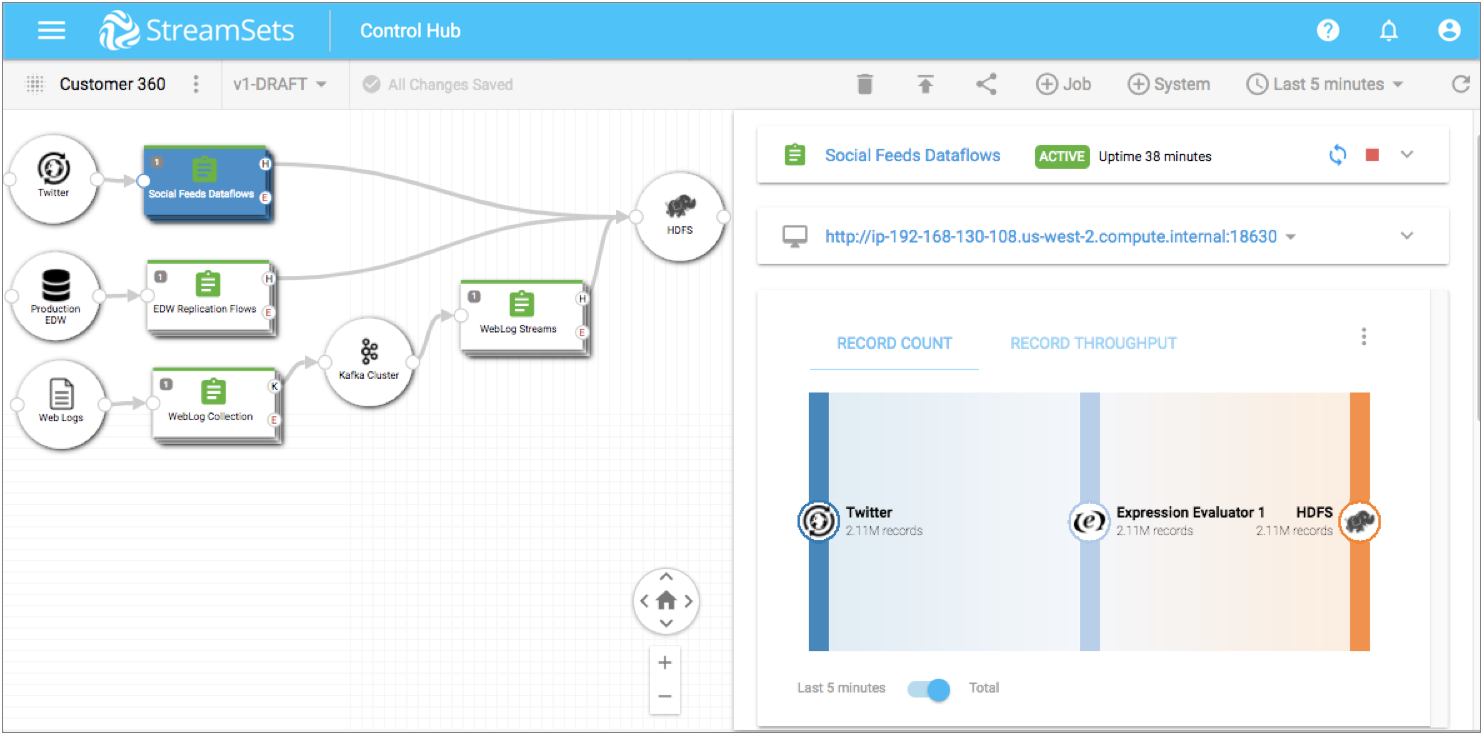 StreamSets
Control Hub
?
Customer 360
v1-DRAFT
All Changes Saved
Job
System
Last 5 minutes
Twitter
1
H
Social Feeds Dataflows
E
HDFS
Production
EDW
1
H
EDW Replication Flows
E
1
H
WebLog Streams
E
Kafka Cluster
Web Logs
1
K
WebLog Collection
E
Social Feeds Dataflows
ACTIVE
Uptime 38 minutes
http://ip-192-168-130-108.us-west-2.compute.internal:18630
RECORD COUNT
RECORD THROUGHPUT
Twitter
2.11M records
e
Expression Evaluator 1
2.11M records
HDFS
2.11M records
Last 5 minutes
Total